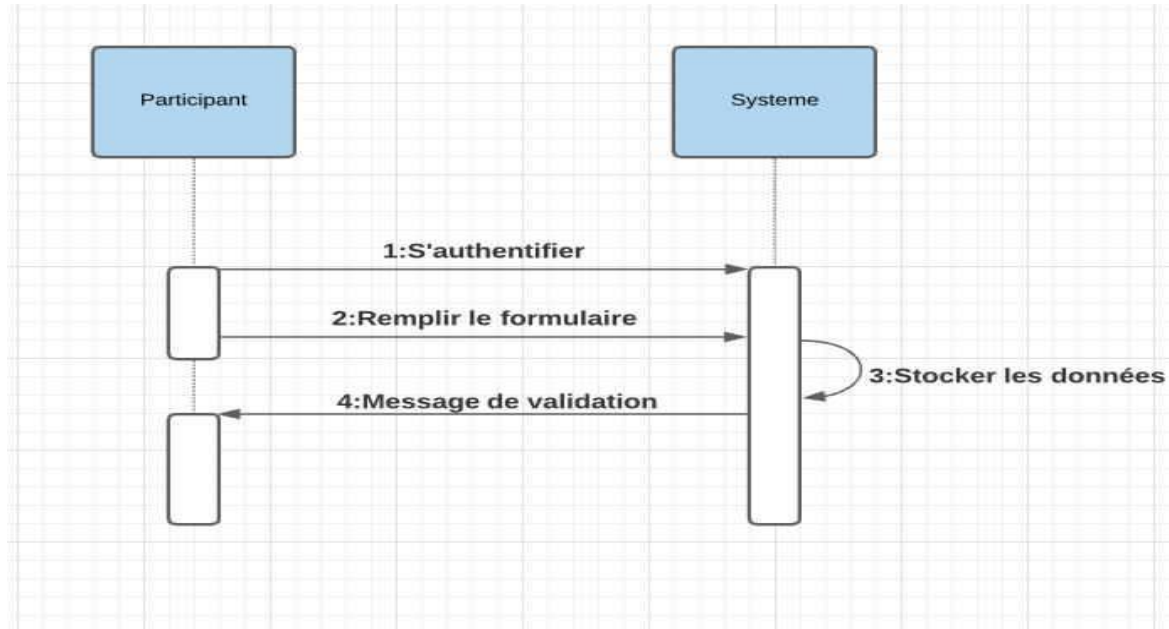 Participant
Systeme
1:S'authentifier
2:Remplir le formulaire
3:Stocker les données
4:Message de validation